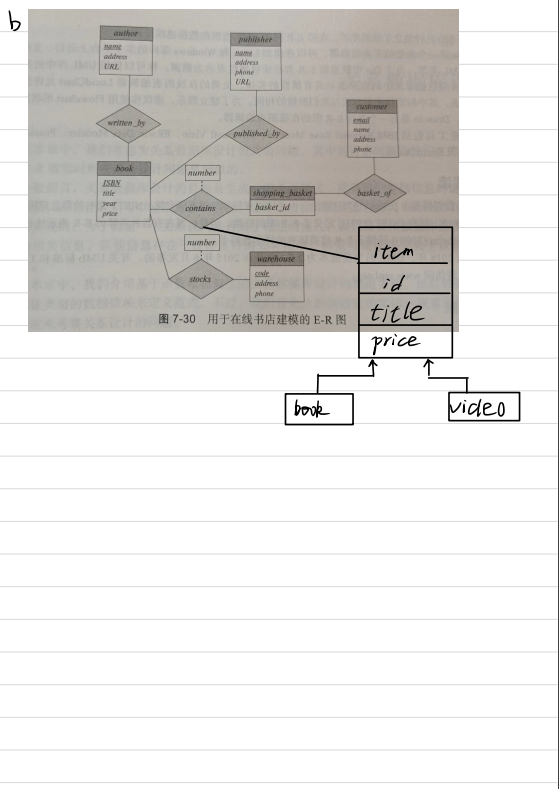 b
author
name
address
URL
publisher
name
address
phone
URL
customer
email
name
address
phone
written_by
published_by
book
ISBN
title
year
price
number
contains
shopping_basket
basket_id
basket_of
number
stocks
warehouse
code
address
phone
图 7-30 用于在线书店建模的 E-R 图
item
id
title
price
book
video